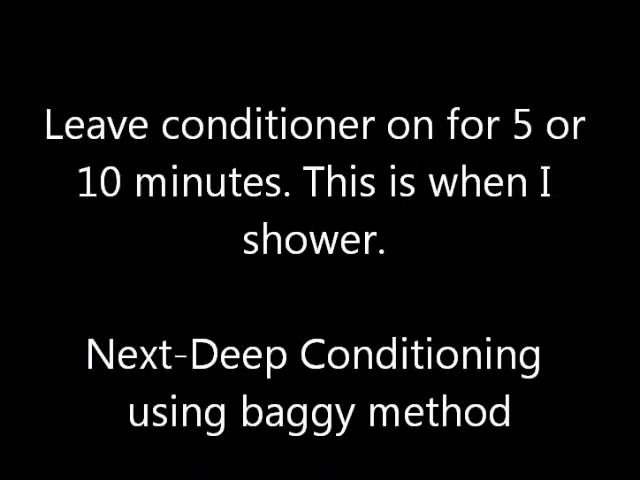 Leave conditioner on for 5 or
10 minutes. This is when I
shower.
Next-Deep Conditioning
using baggy method